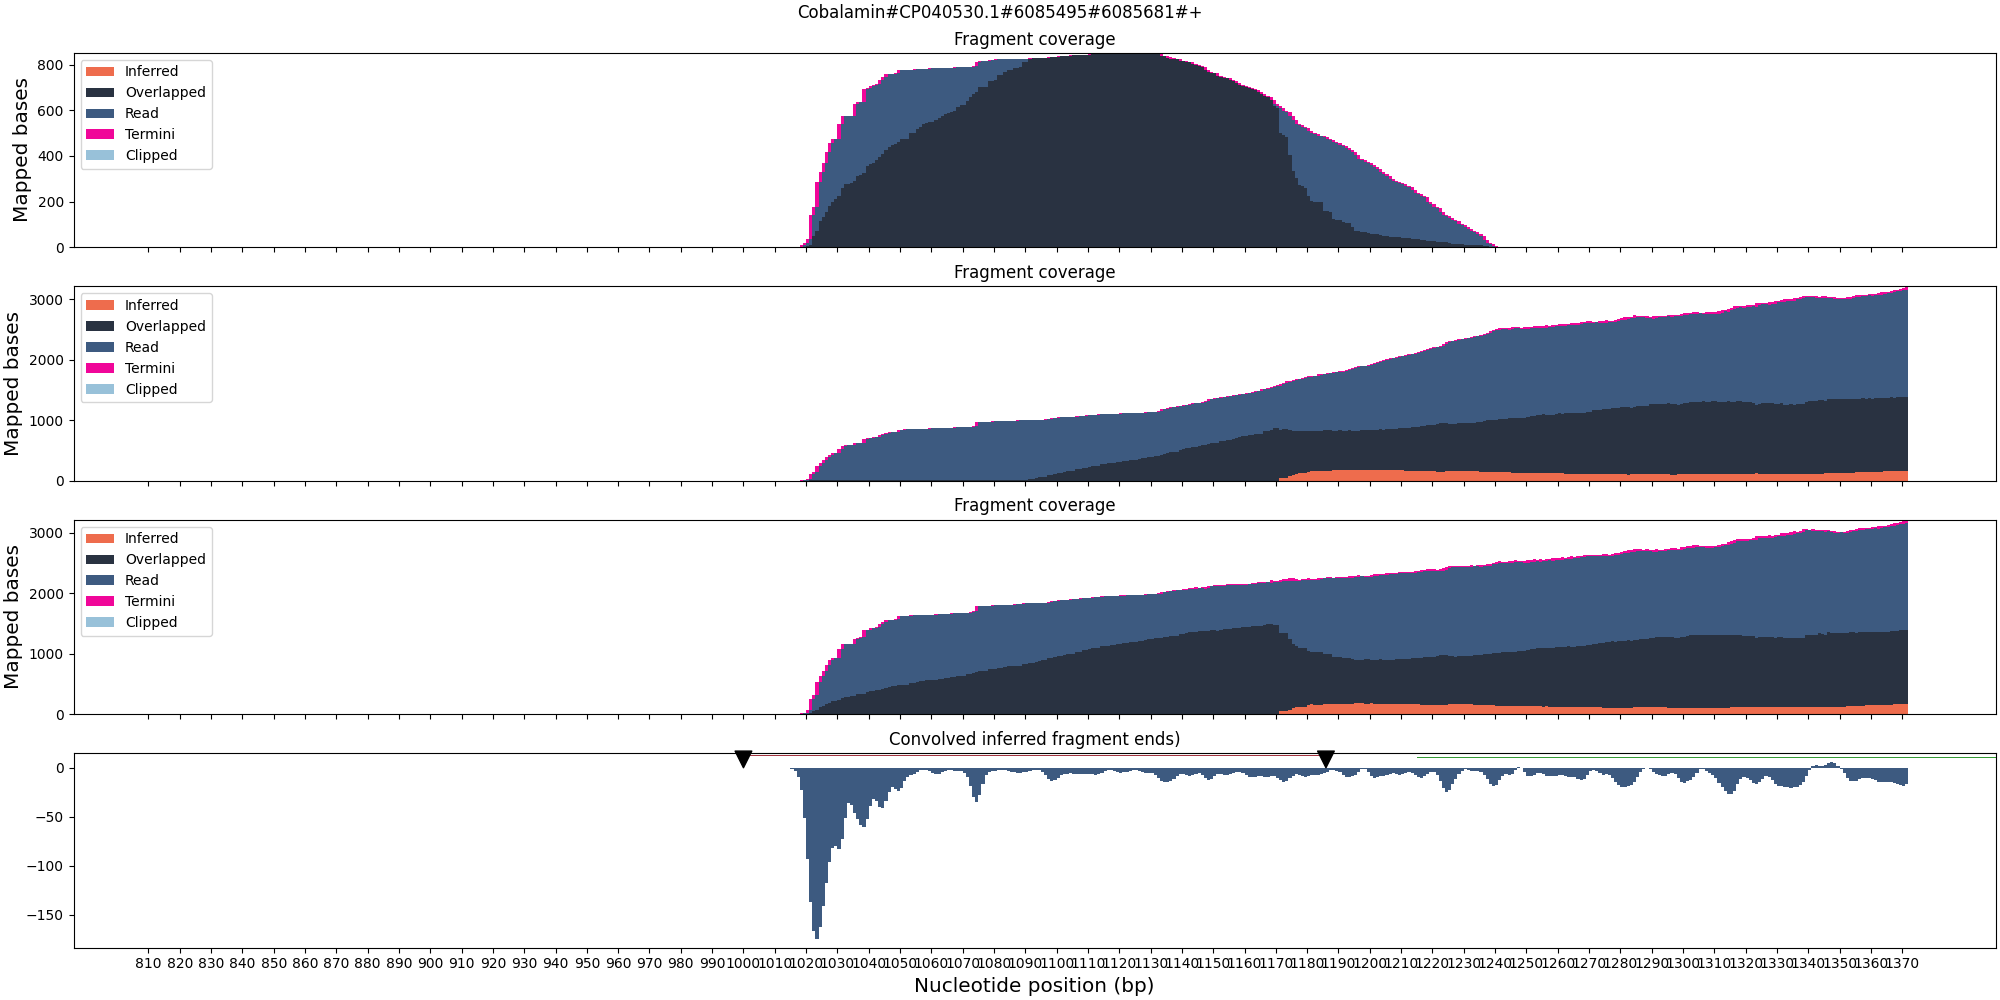 Cobalamin#CP040530.1#6085495#6085681#+
Fragment coverage
Mapped bases
800
600
400
200
0
Inferred
Overlapped
Read
Termini
Clipped
Fragment coverage
Mapped bases
3000
2000
1000
0
Inferred
Overlapped
Read
Termini
Clipped
Fragment coverage
Mapped bases
3000
2000
1000
0
Inferred
Overlapped
Read
Termini
Clipped
Convolved inferred fragment ends)
0
−50
−100
−150
810 820 830 840 850 860 870 880 890 900 910 920 930 940 950 960 970 980 990 1000 1010 1020 1030 1040 1050 1060 1070 1080 1090 1100 1110 1120 1130 1140 1150 1160 1170 1180 1190 1200 1210 1220 1230 1240 1250 1260 1270 1280 1290 1300 1310 1320 1330 1340 1350 1360 1370
Nucleotide position (bp)